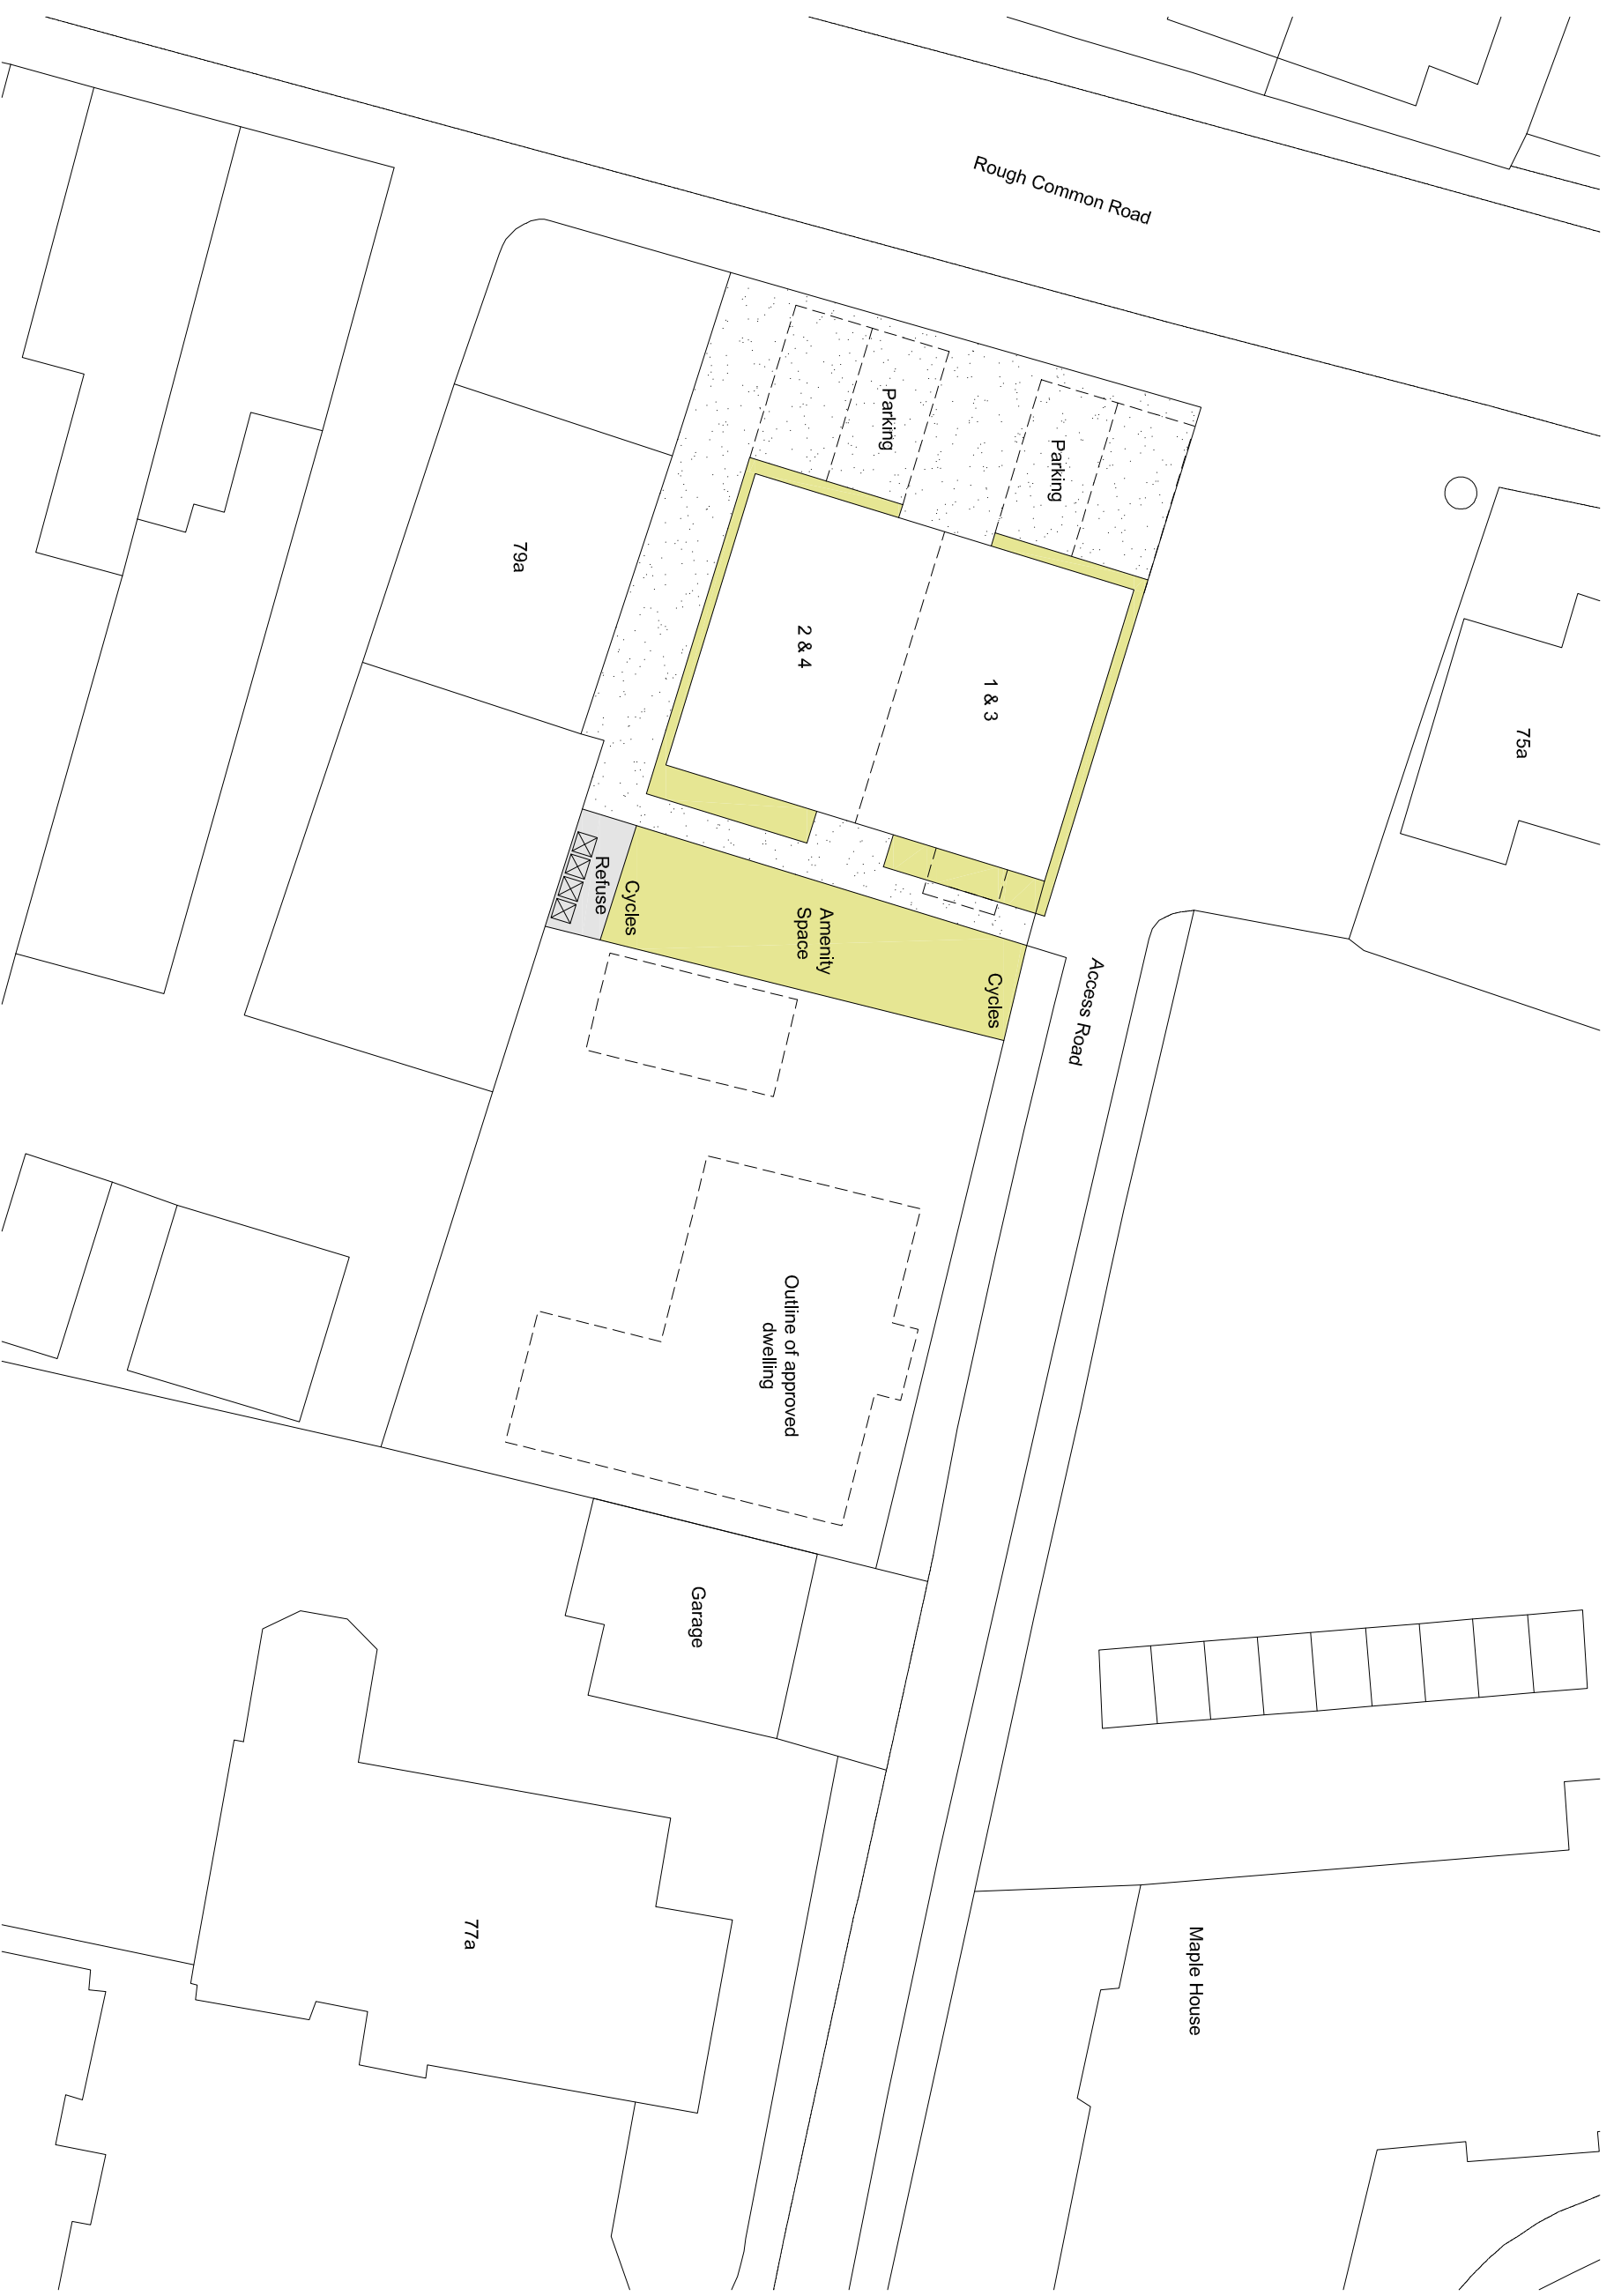 Rough Common Road
Parking
Parking
79a
2 & 4
1 & 3
75a
Refuse
Cycles
Amenity
Space
Cycles
Access Road
Outline of approved
dwelling
Garage
77a
Maple House